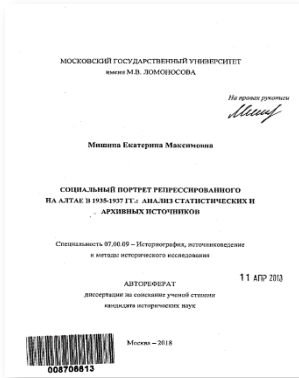 МОСКОВСКИЙ ГОСУДАРСТВЕННЫЙ УНИВЕРСИТЕТ
имени М.В. ЛОМОНОСОВА
На правах рукописи
Мишина Екатерина Максимовна
СОЦИАЛЬНЫЙ ПОРТРЕТ РЕПРЕССИРОВАННОГО
НА АЛТАЕ В 1935-1937 ГГ.: АНАЛИЗ СТАТИСТИЧЕСКИХ И
АРХИВНЫХ ИСТОЧНИКОВ
Специальность 07.00.09 – Историография, источниковедение
и методы исторического исследования
11 АПР 2013
АВТОРЕФЕРАТ
диссертации на соискание ученой степени
кандидата исторических наук
008706613
Москва – 2018